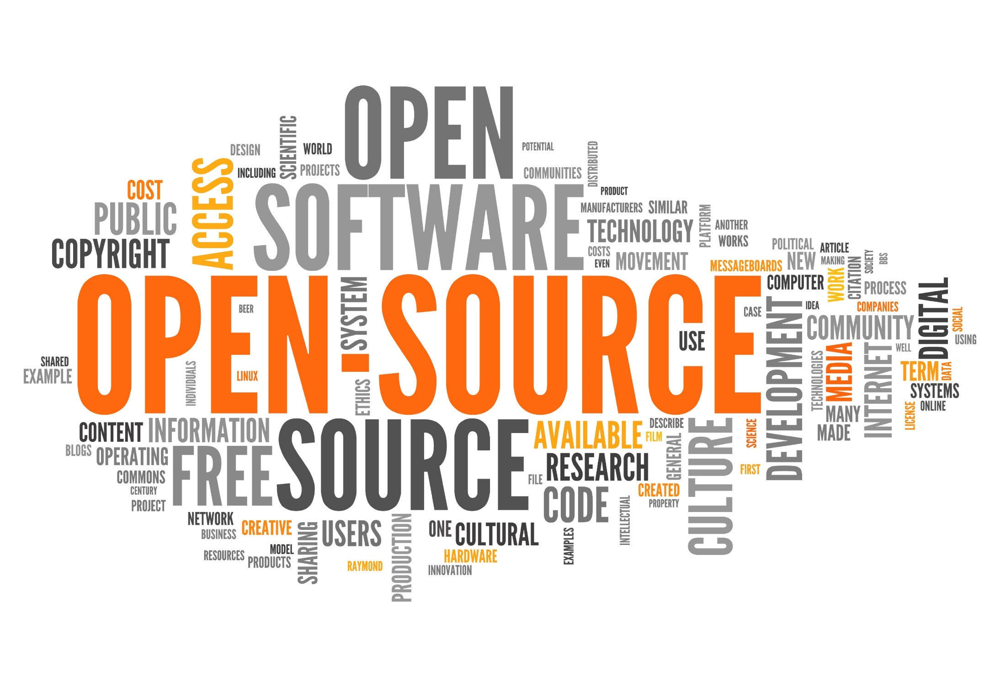 OPEN
SCIENTIFIC
DESIGN
WORLD
POTENTIAL
DISTRIBUTED
INCLUDING
PROJECTS
COMMUNITIES
ACCESS
COST
PUBLIC
COPYRIGHT
SOFTWARE
PRODUCT
MANUFACTURERS
SIMILAR
TECHNOLOGY
PLATFORM
ANOTHER
WORKS
COSTS
EVEN
MOVEMENT
POLITICAL
ARTICLE
MESSAGEBOARDS
NEW
MAKING
CITATION
SOCIETY
BBS
OPEN-SOURCE
SYSTEM
BEER
LINUX
INDIVIDUALS
ETHICS
USE
CASE
SHARED
EXAMPLE
COMPUTER
WORK
PROCESS
IDEA
COMPANIES
DIGITAL
SOCIAL
USING
COMMUNITY
DEVELOPMENT
TECHNOLOGIES
MEDIA
INTERNET
WELL
TERM
DATA
SYSTEMS
ONLINE
LICENSE
MANY
MADE
CONTENT
INFORMATION
BLOGS
OPERATING
COMMONS
CENTURY
PROJECT
FREE
SOURCE
AVAILABLE
DESCRIBE
FILM
GENERAL
CULTURE
SCIENCE
FIRST
RESEARCH
FILE
CODE
CREATED
PROPERTY
INTELLECTUAL
NETWORK
BUSINESS
CREATIVE
SHARING
USERS
PRODUCTION
ONE
CULTURAL
HARDWARE
INNOVATION
EXAMPLES
RESOURCES
MODEL
PRODUCTS
RAYMOND